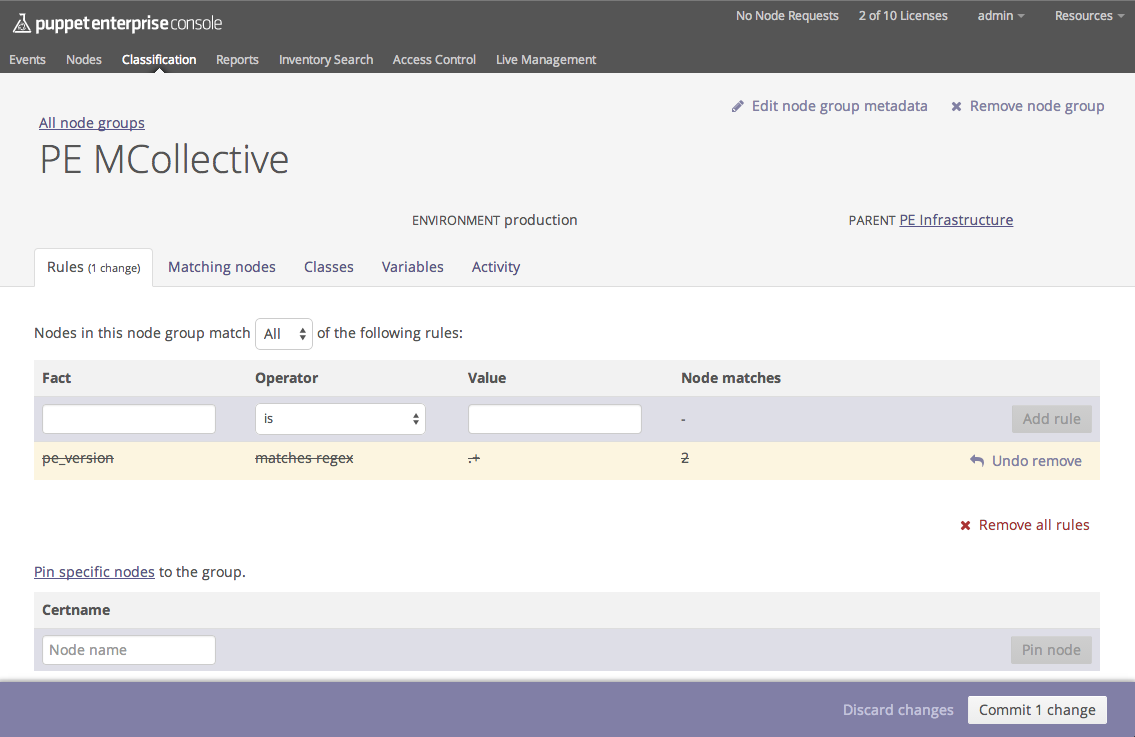 puppet enterprise console
No Node Requests 2 of 10 Licenses admin Resources
Events Nodes Classification Reports Inventory Search Access Control Live Management
Edit node group metadata Remove node group
All node groups
PE MCollective
ENVIRONMENT production PARENT PE Infrastructure
Rules (1 change) Matching nodes Classes Variables Activity
Nodes in this node group match All of the following rules:
Fact Operator Value Node matches
is - Add rule
pe_version matches regex .+ 2 Undo remove
Remove all rules
Pin specific nodes to the group.
Certname
Node name Pin node
Discard changes Commit 1 change